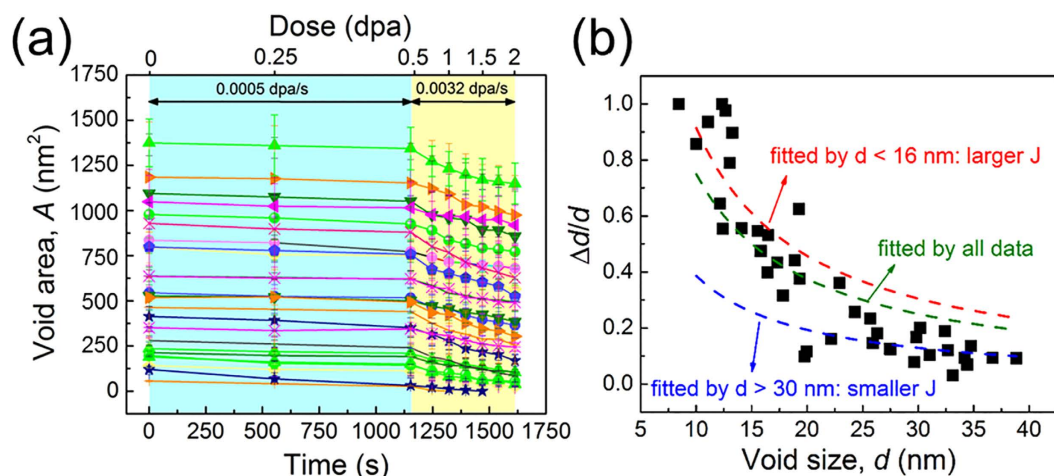 (a)
Dose (dpa)
0 0.25 0.5 1 1.5 2
1750
1500
1250
1000
750
500
250
0
Void area, A (nm²)
0.0005 dpa/s
0.0032 dpa/s
0 250 500 750 1000 1250 1500 1750
Time (s)
(b)
1.0
0.8
0.6
0.4
0.2
0.0
Δd/d
fitted by d < 16 nm: larger J
fitted by all data
fitted by d > 30 nm: smaller J
5 10 15 20 25 30 35 40
Void size, d (nm)